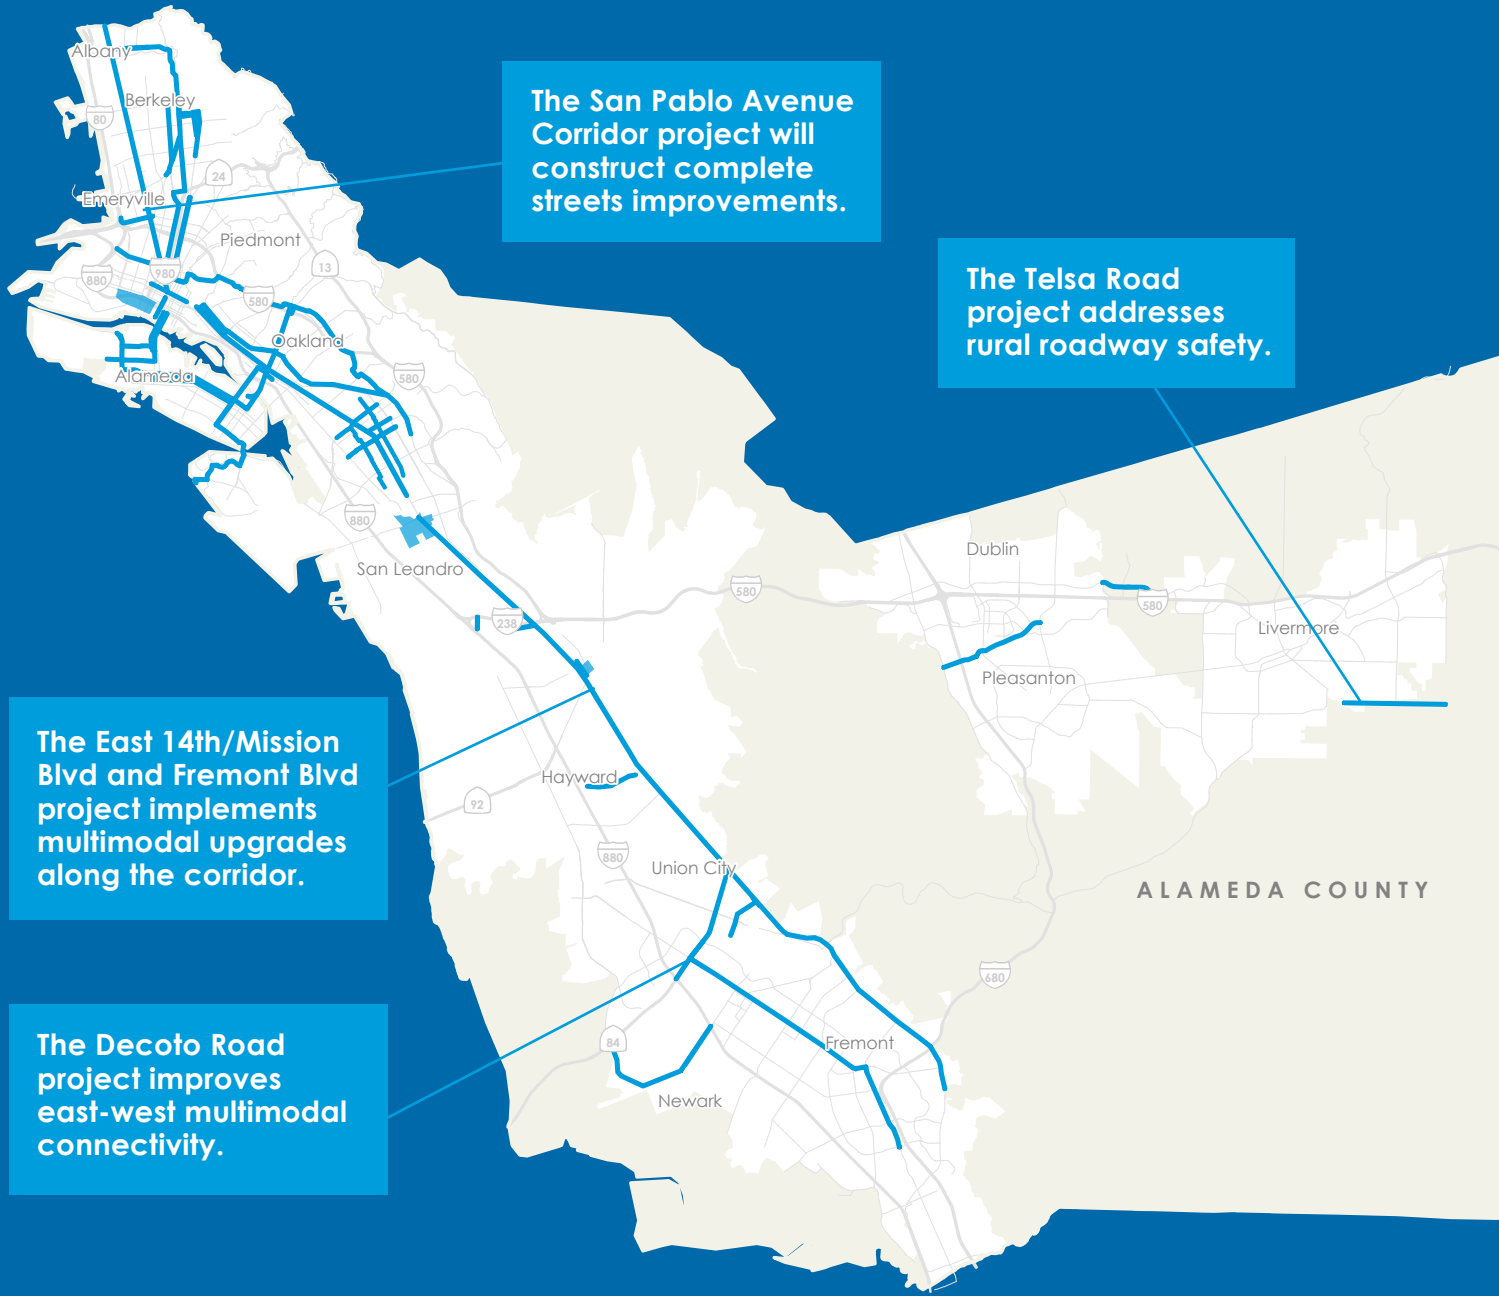 Albany
Berkeley
80
The San Pablo Avenue
Corridor project will
construct complete
streets improvements.
24
Emeryville
Piedmont
880
980
13
580
The Telsa Road
project addresses
rural roadway safety.
Oakland
Alameda
580
880
San Leandro
Dublin
580
580
238
Livermore
Pleasanton
The East 14th/Mission
Blvd and Fremont Blvd
project implements
multimodal upgrades
along the corridor.
Hayward
92
880
Union City
ALAMEDA COUNTY
680
The Decoto Road
project improves
east-west multimodal
connectivity.
84
Fremont
Newark